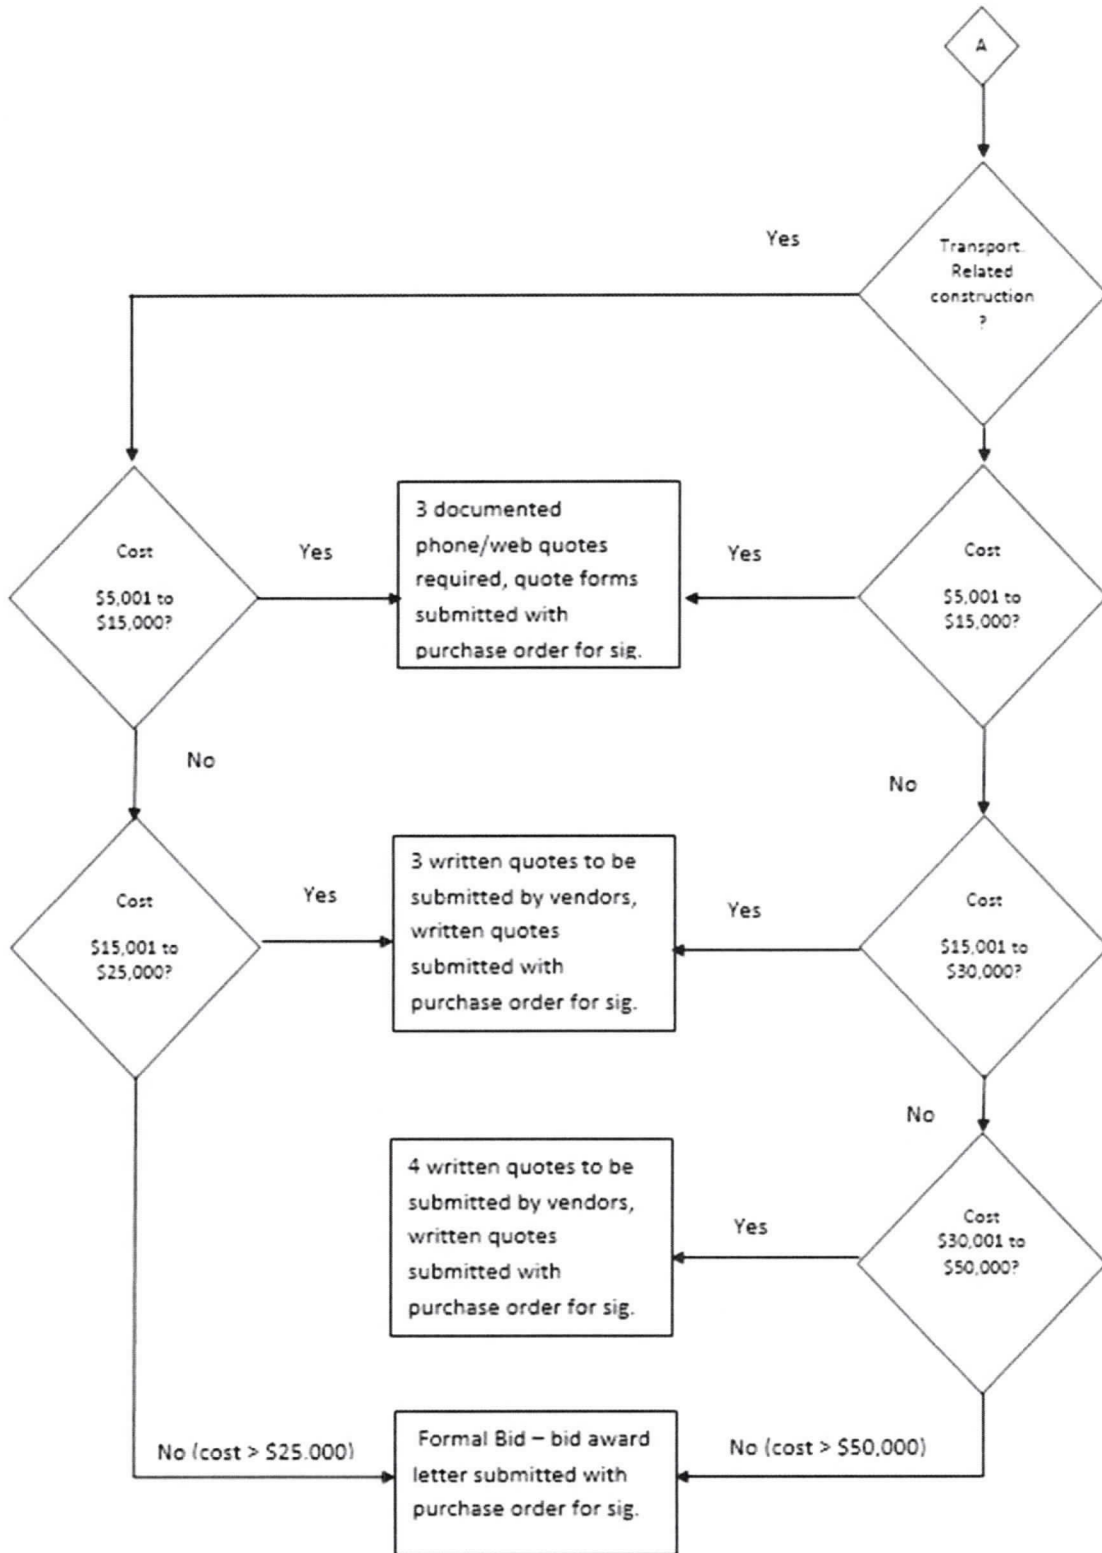 A
Yes
Transport.
Related
construction
?
Cost
$5,001 to
$15,000?
Yes
3 documented
phone/web quotes
required, quote forms
submitted with
purchase order for sig.
Yes
Cost
$5,001 to
$15,000?
No
No
Cost
$15,001 to
$25,000?
Yes
3 written quotes to be
submitted by vendors,
written quotes
submitted with
purchase order for sig.
Yes
Cost
$15,001 to
$30,000?
No
4 written quotes to be
submitted by vendors,
written quotes
submitted with
purchase order for sig.
Yes
Cost
$30,001 to
$50,000?
No (cost > $25.000)
Formal Bid – bid award
letter submitted with
purchase order for sig.
No (cost > $50,000)